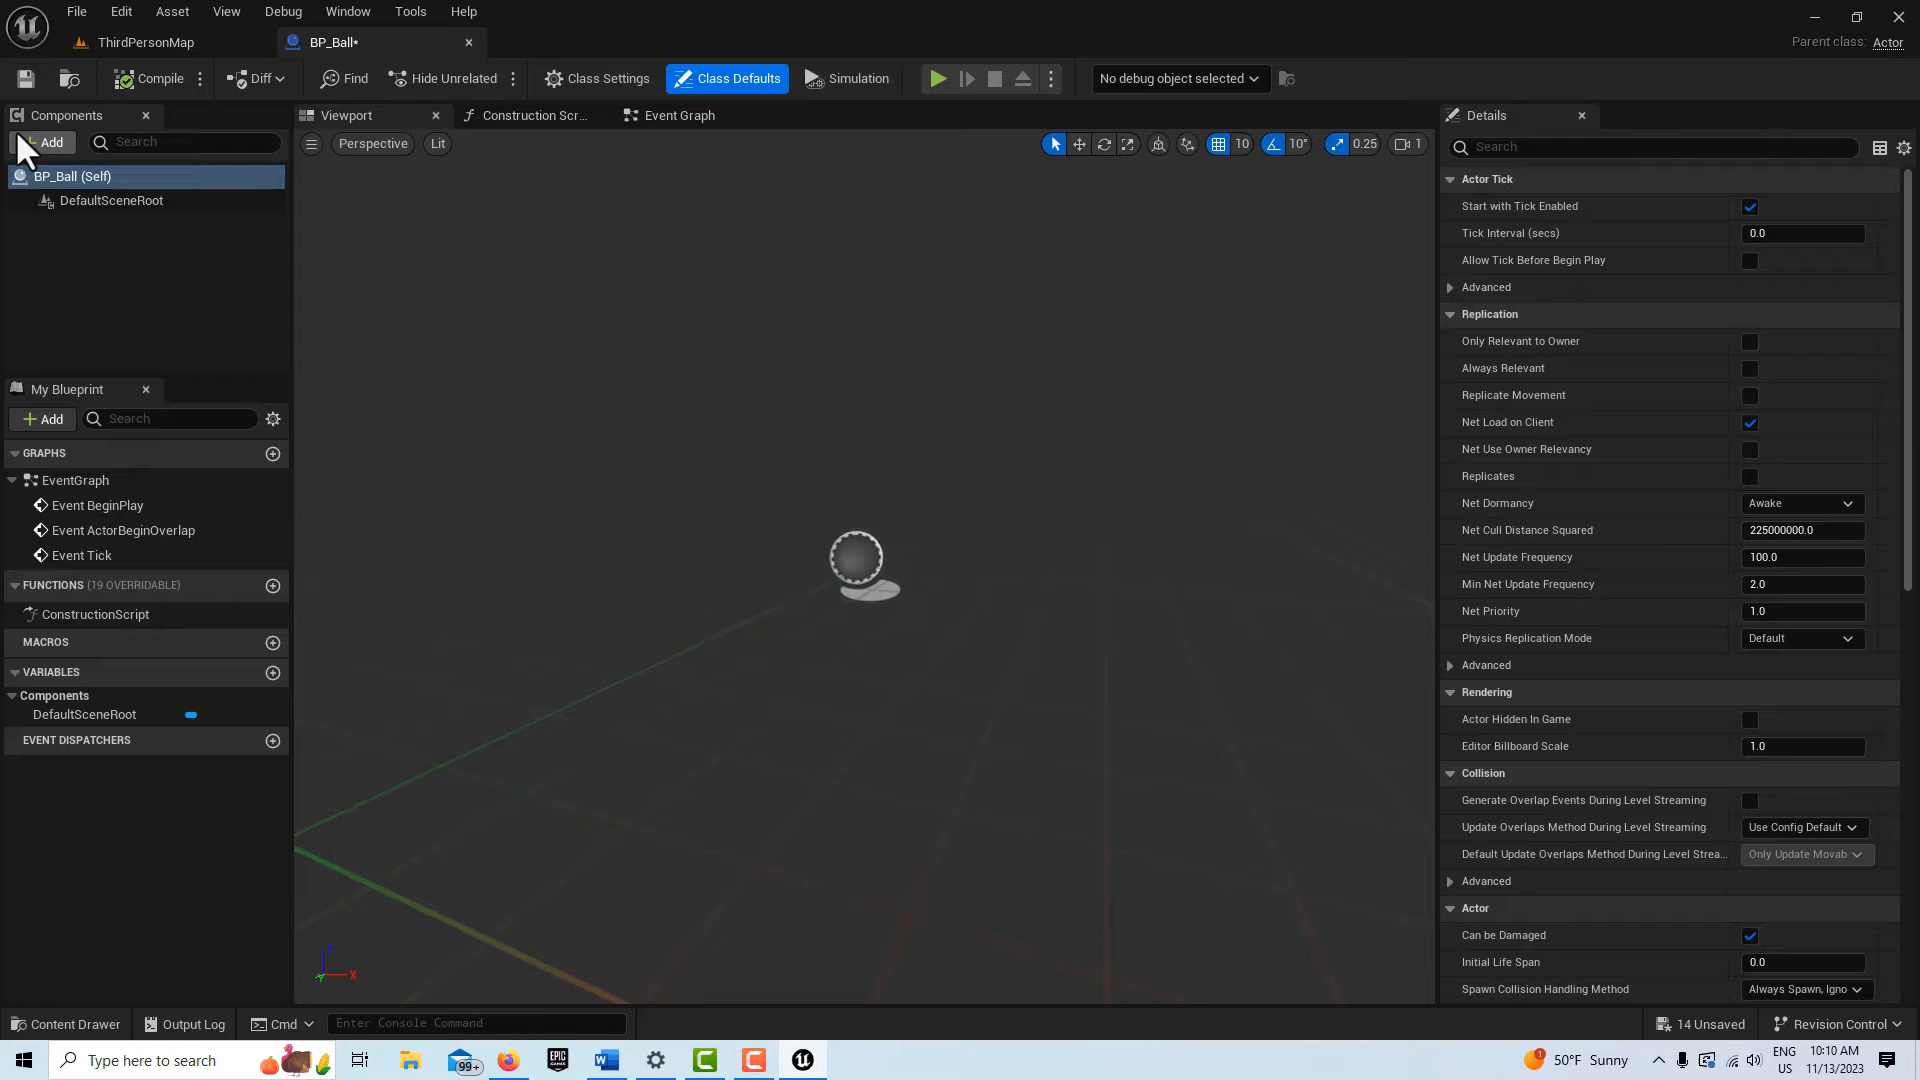 File Edit Asset View Debug Window Tools Help
ThirdPersonMap BP_Ball*
Parent class: Actor
Compile Diff Find Hide Unrelated Class Settings Class Defaults Simulation No debug object selected
Components
Add Search
BP_Ball (Self)
DefaultSceneRoot
My Blueprint
Add Search
GRAPHS
EventGraph
Event BeginPlay
Event ActorBeginOverlap
Event Tick
FUNCTIONS (19 OVERRIDABLE)
ConstructionScript
MACROS
VARIABLES
Components
DefaultSceneRoot
EVENT DISPATCHERS
Viewport Construction Scr... Event Graph
Perspective Lit 10 10° 0.25 1
Z
Y X
Details
Search
Actor Tick
Start with Tick Enabled
Tick Interval (secs) 0.0
Allow Tick Before Begin Play
Advanced
Replication
Only Relevant to Owner
Always Relevant
Replicate Movement
Net Load on Client
Net Use Owner Relevancy
Replicates
Net Dormancy Awake
Net Cull Distance Squared 225000000.0
Net Update Frequency 100.0
Min Net Update Frequency 2.0
Net Priority 1.0
Physics Replication Mode Default
Advanced
Rendering
Actor Hidden In Game
Editor Billboard Scale 1.0
Collision
Generate Overlap Events During Level Streaming
Update Overlaps Method During Level Streaming Use Config Default
Default Update Overlaps Method During Level Strea... Only Update Movab
Advanced
Actor
Can be Damaged
Initial Life Span 0.0
Spawn Collision Handling Method Always Spawn, Igno
Content Drawer Output Log Cmd Enter Console Command 14 Unsaved Revision Control
Type here to search 99+ EPIC GAMES 1 50°F Sunny ENG US 10:10 AM 11/13/2023